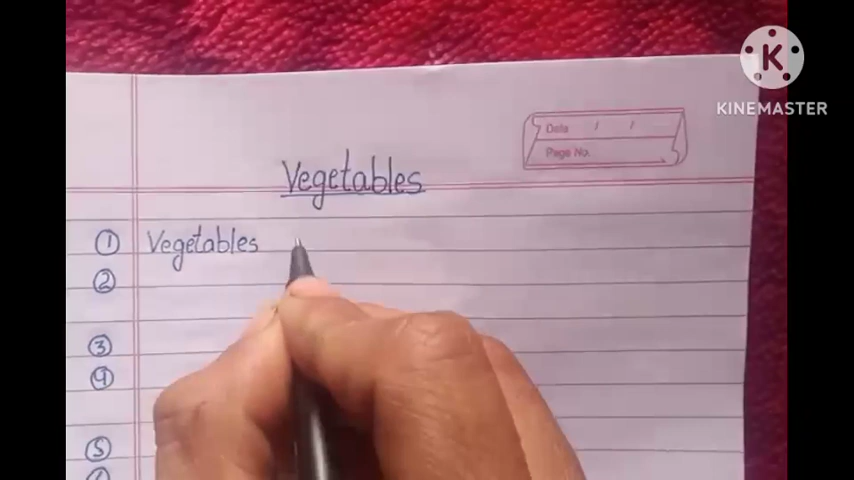 K
KINEMASTER
Date / /
Page No.
Vegetables
① Vegetables
②
③
④
⑤